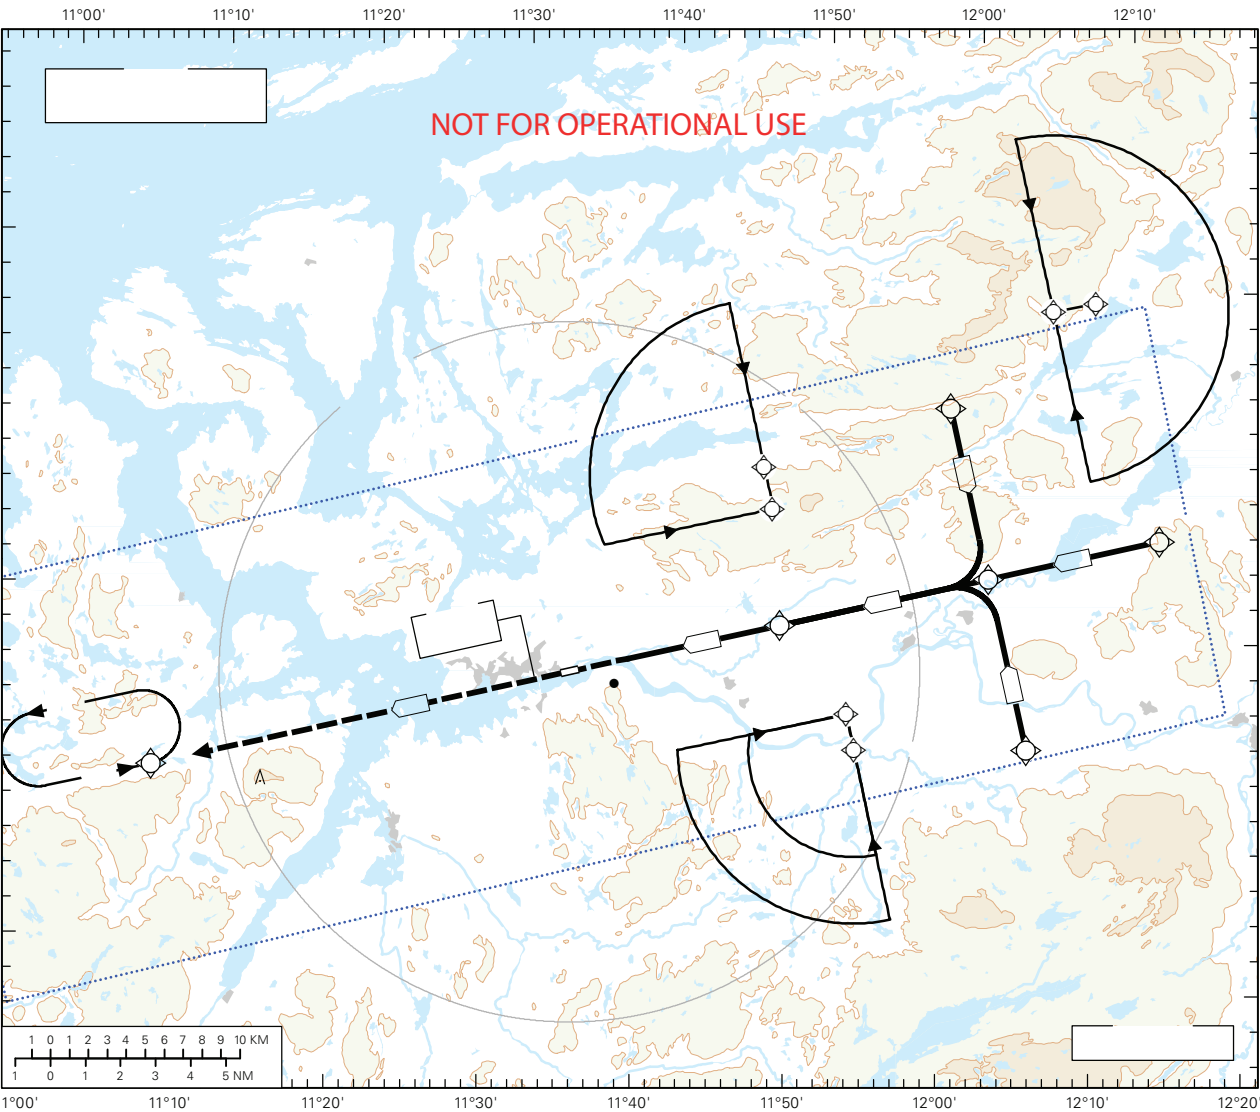 11°00' 11°10' 11°20' 11°30' 11°40' 11°50' 12°00' 12°10'
NOT FOR OPERATIONAL USE
1 0 1 2 3 4 5 6 7 8 9 10 KM
1 0 1 2 3 4 5 NM
1°00' 11°10' 11°20' 11°30' 11°40' 11°50' 12°00' 12°10' 12°20'